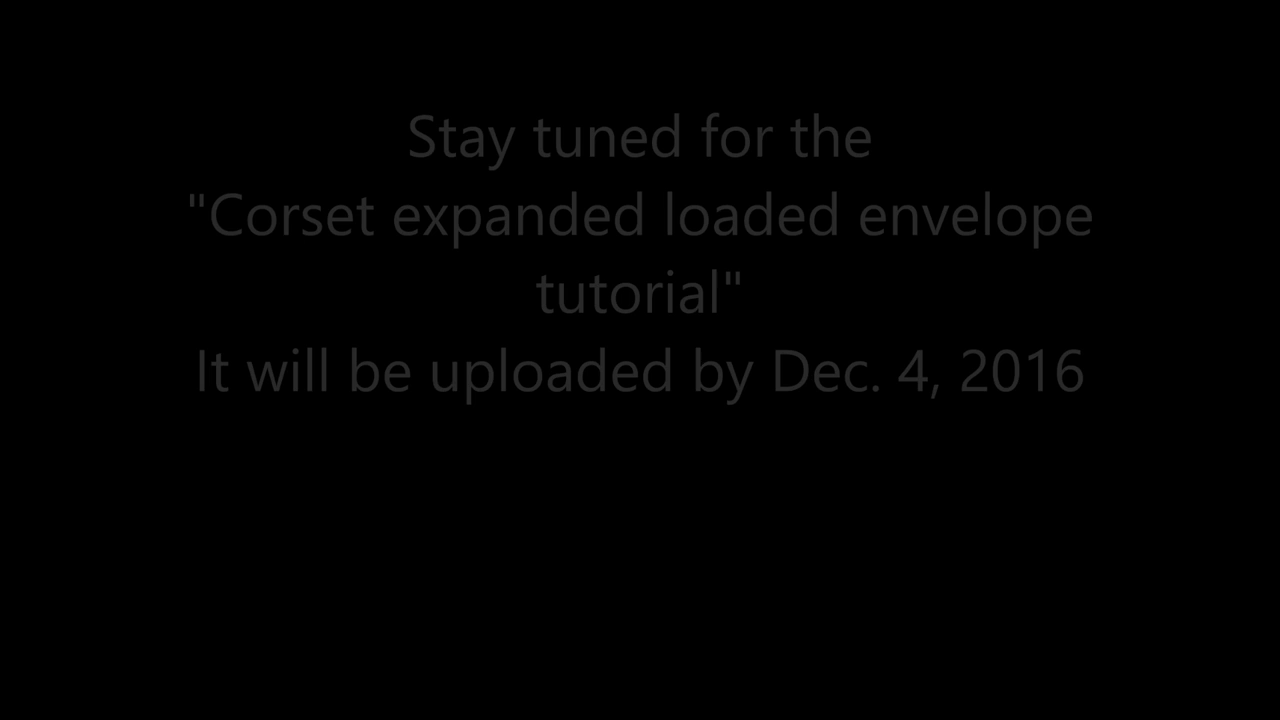 Stay tuned for the
"Corset expanded loaded envelope
tutorial"
It will be uploaded by Dec. 4, 2016